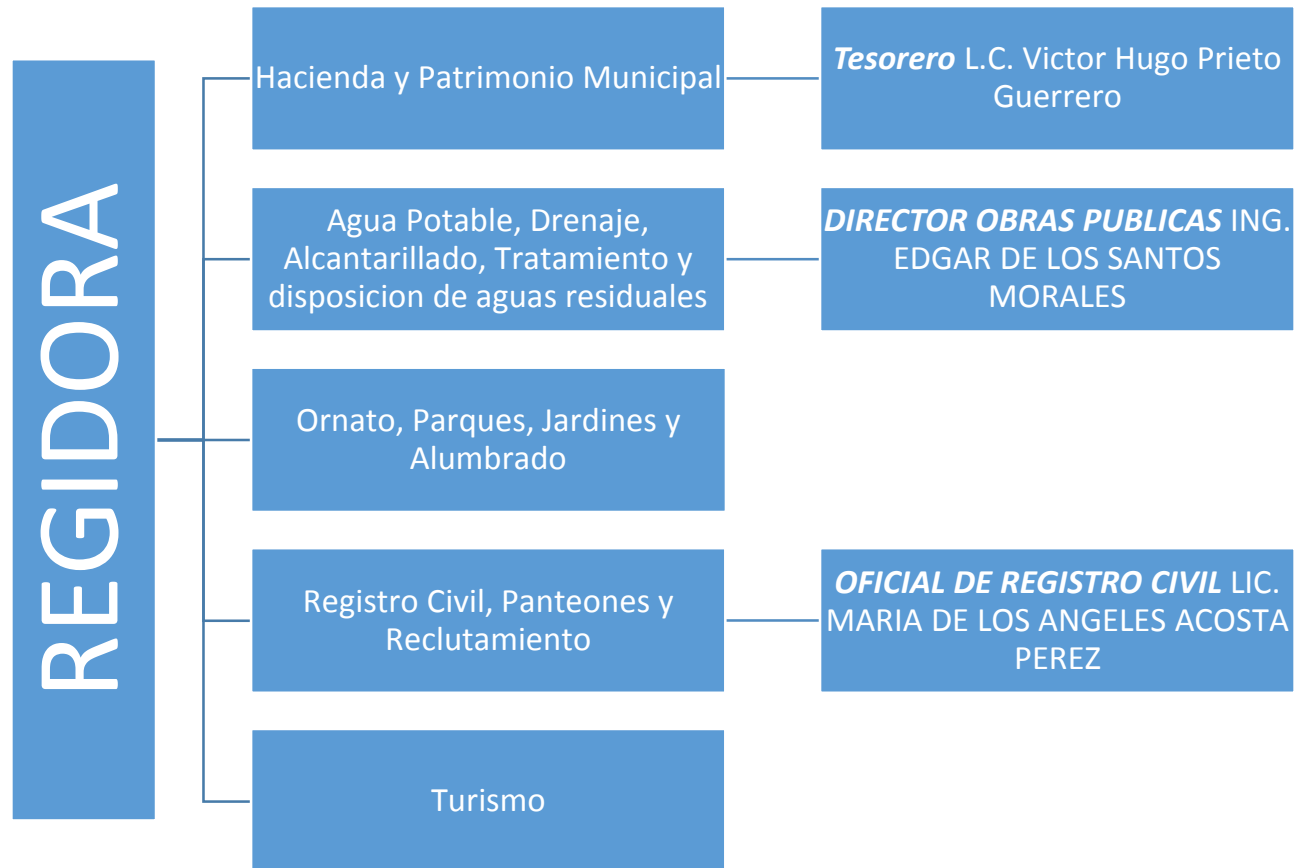 REGIDORA
Hacienda y Patrimonio Municipal
Tesorero L.C. Victor Hugo Prieto
Guerrero
Agua Potable, Drenaje,
Alcantarillado, Tratamiento y
disposicion de aguas residuales
DIRECTOR OBRAS PUBLICAS ING.
EDGAR DE LOS SANTOS
MORALES
Ornato, Parques, Jardines y
Alumbrado
Registro Civil, Panteones y
Reclutamiento
OFICIAL DE REGISTRO CIVIL LIC.
MARIA DE LOS ANGELES ACOSTA
PEREZ
Turismo